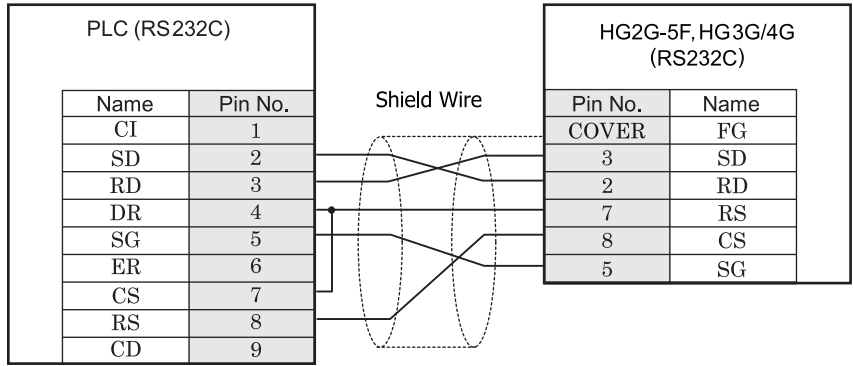 PLC (RS232C)
Name Pin No.
CI 1
SD 2
RD 3
DR 4
SG 5
ER 6
CS 7
RS 8
CD 9
Shield Wire
HG2G-5F, HG3G/4G
(RS232C)
Pin No. Name
COVER FG
3 SD
2 RD
7 RS
8 CS
5 SG